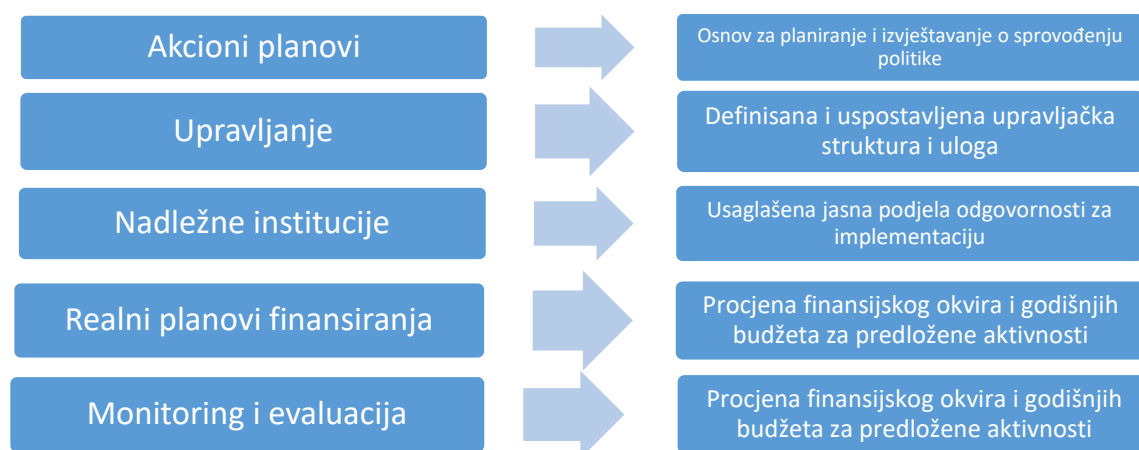 Akcioni planovi
Osnov za planiranje i izvještavanje o sprovođenju
politike
Upravljanje
Definisana i uspostavljena upravljačka
struktura i uloga
Nadležne institucije
Usaglašena jasna podjela odgovornosti za
implementaciju
Realni planovi finansiranja
Procjena finansijskog okvira i godišnjih
budžeta za predložene aktivnosti
Monitoring i evaluacija
Procjena finansijskog okvira i godišnjih
budžeta za predložene aktivnosti